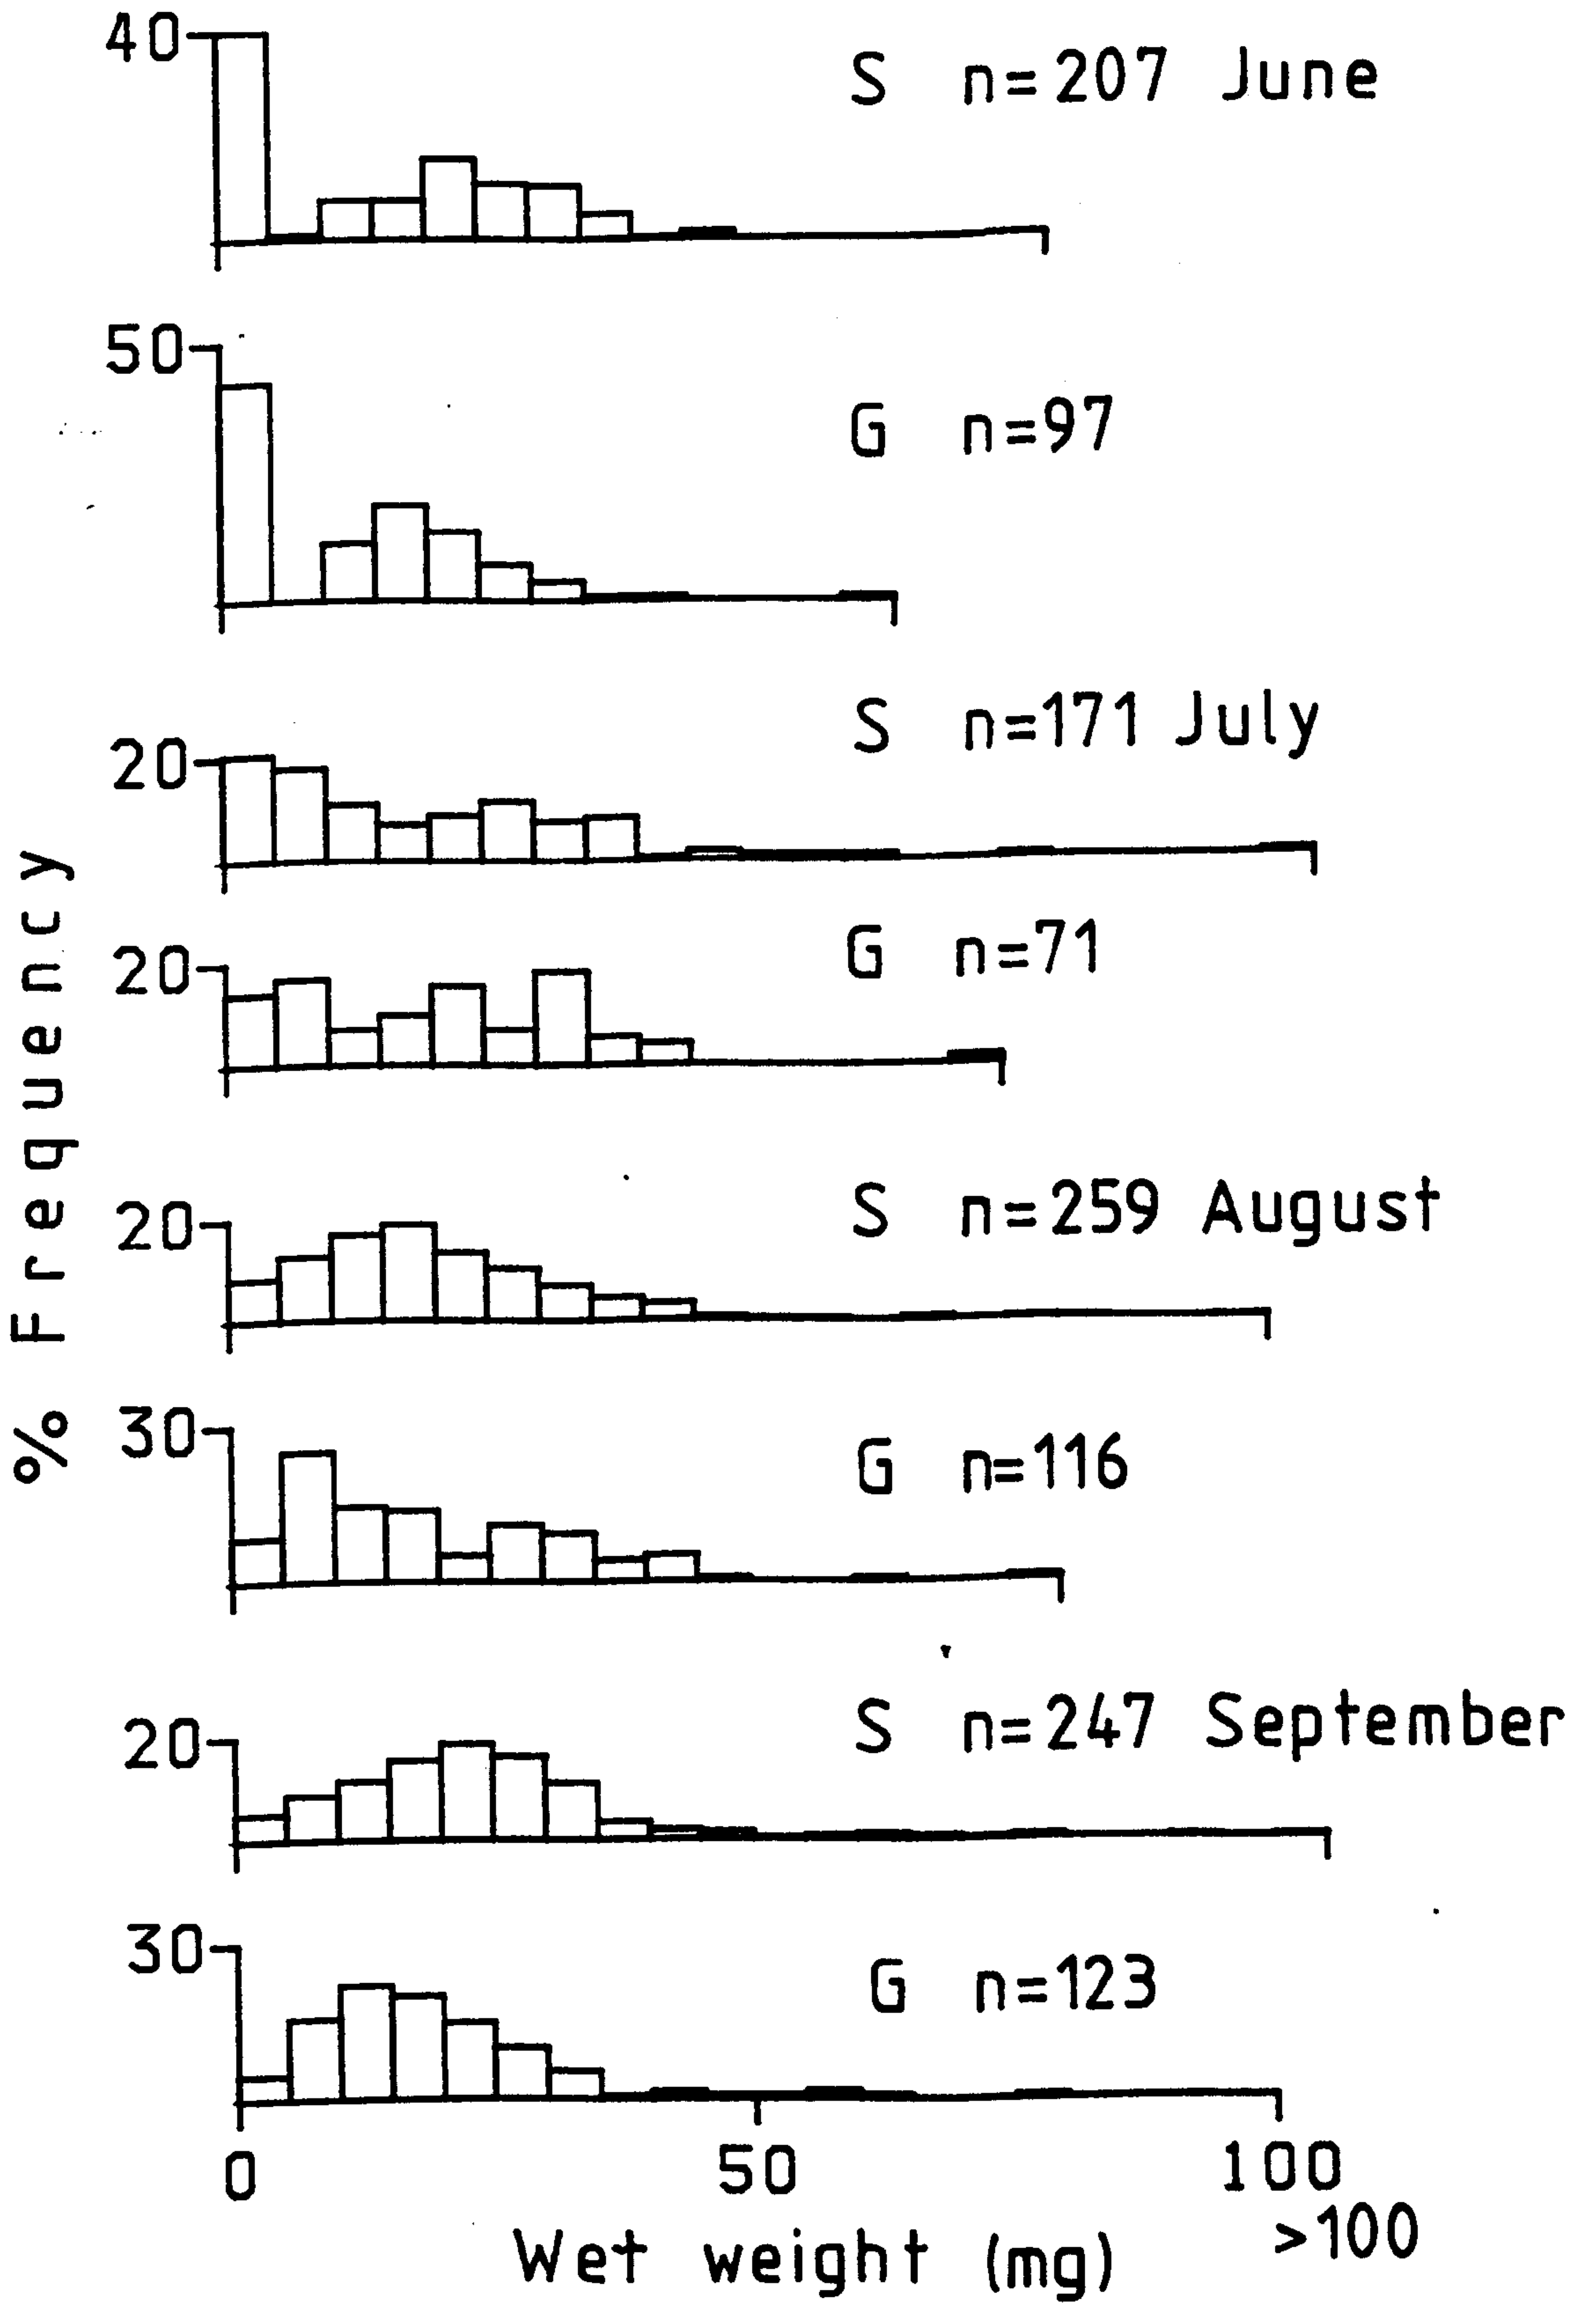 40
S n=207 June
50
G n=97
20
S n=171 July
20
G n=71
20
S n=259 August
30
G n=116
20
S n=247 September
30
G n=123
% Frequency
0 50 100
>100
Wet weight (mg)